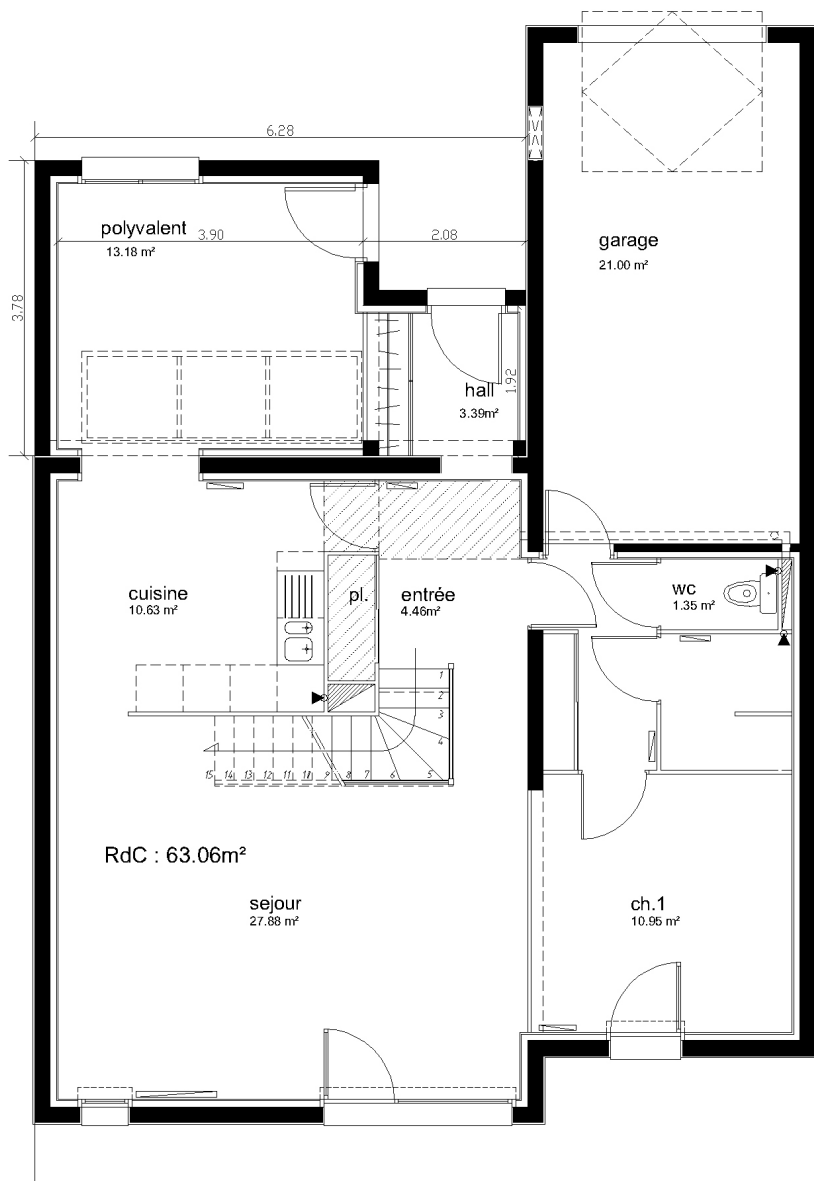 6.28
polyvalent
13.18 m²
3.90
2.08
3.78
garage
21.00 m²
hall
3.39m²
1.92
cuisine
10.63 m²
pl.
entrée
4.46m²
wc
1.35 m²
1
2
3
4
5
6
7
8
9
10
11
12
13
14
15
RdC : 63.06m²
sejour
27.88 m²
ch.1
10.95 m²